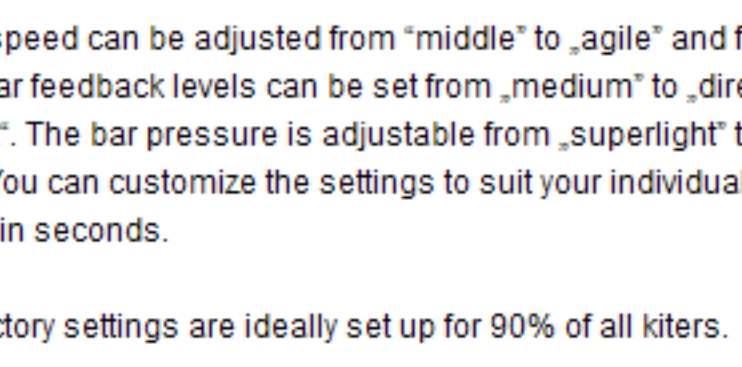 speed can be adjusted from “middle” to „agile” and f
ar feedback levels can be set from „medium” to „dire
“. The bar pressure is adjustable from „superlight” t
You can customize the settings to suit your individual
in seconds.
ctory settings are ideally set up for 90% of all kiters.